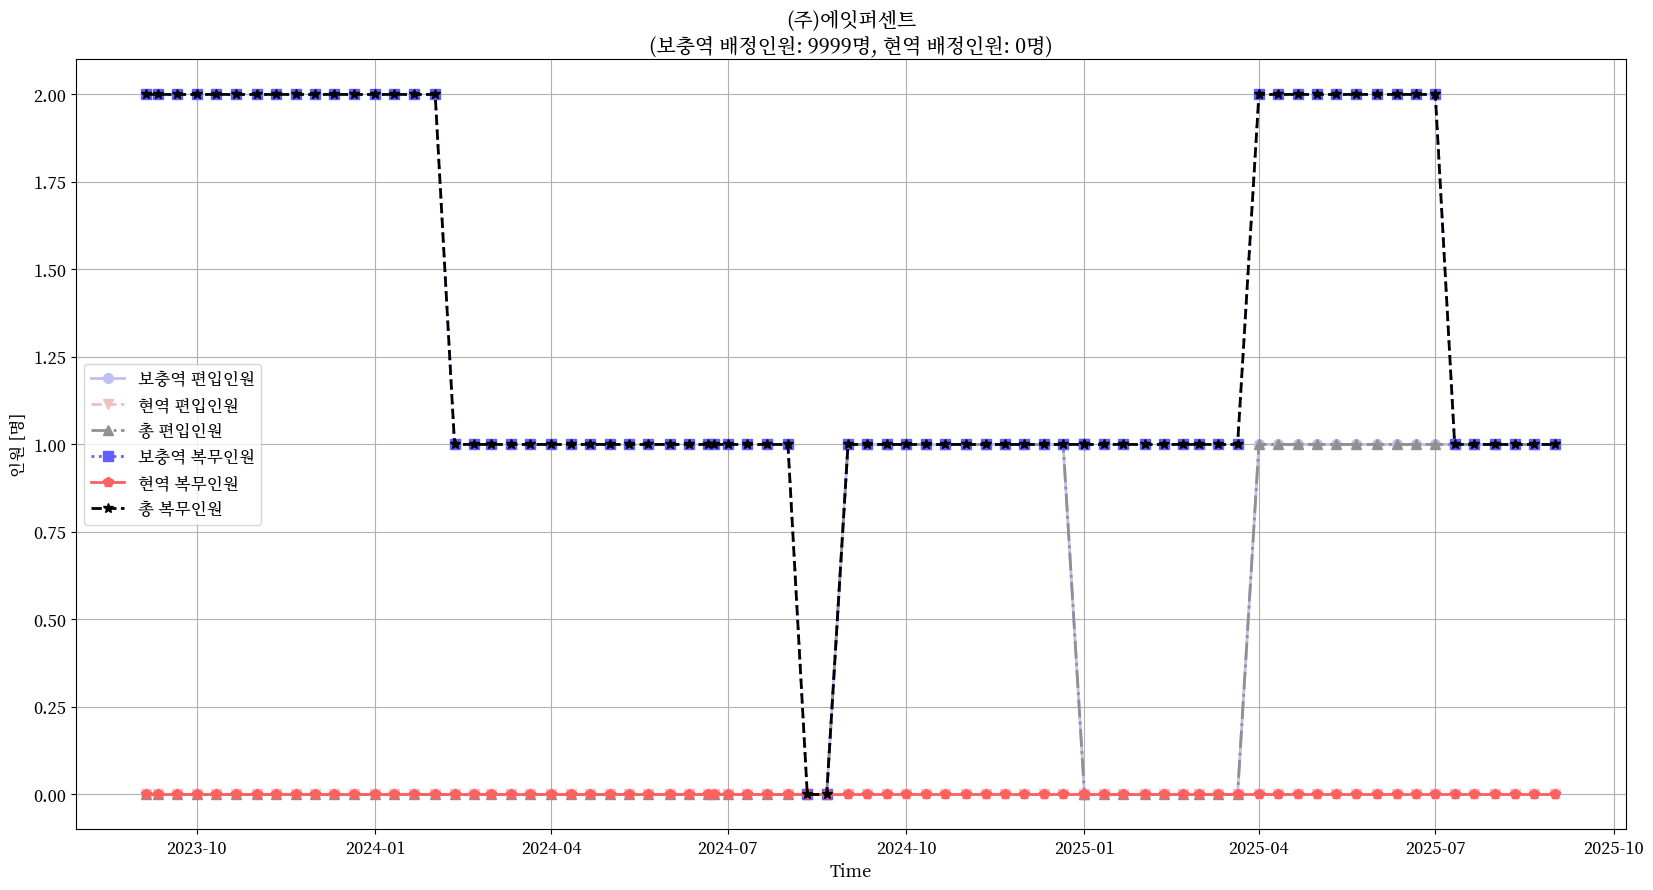 (주)에잇퍼센트
(보충역 배정인원: 9999명, 현역 배정인원: 0명)
인원 [명]
2.00
1.75
1.50
1.25
1.00
0.75
0.50
0.25
0.00
보충역 편입인원
현역 편입인원
총 편입인원
보충역 복무인원
현역 복무인원
총 복무인원
2023-10
2024-01
2024-04
2024-07
2024-10
2025-01
2025-04
2025-07
2025-10
Time